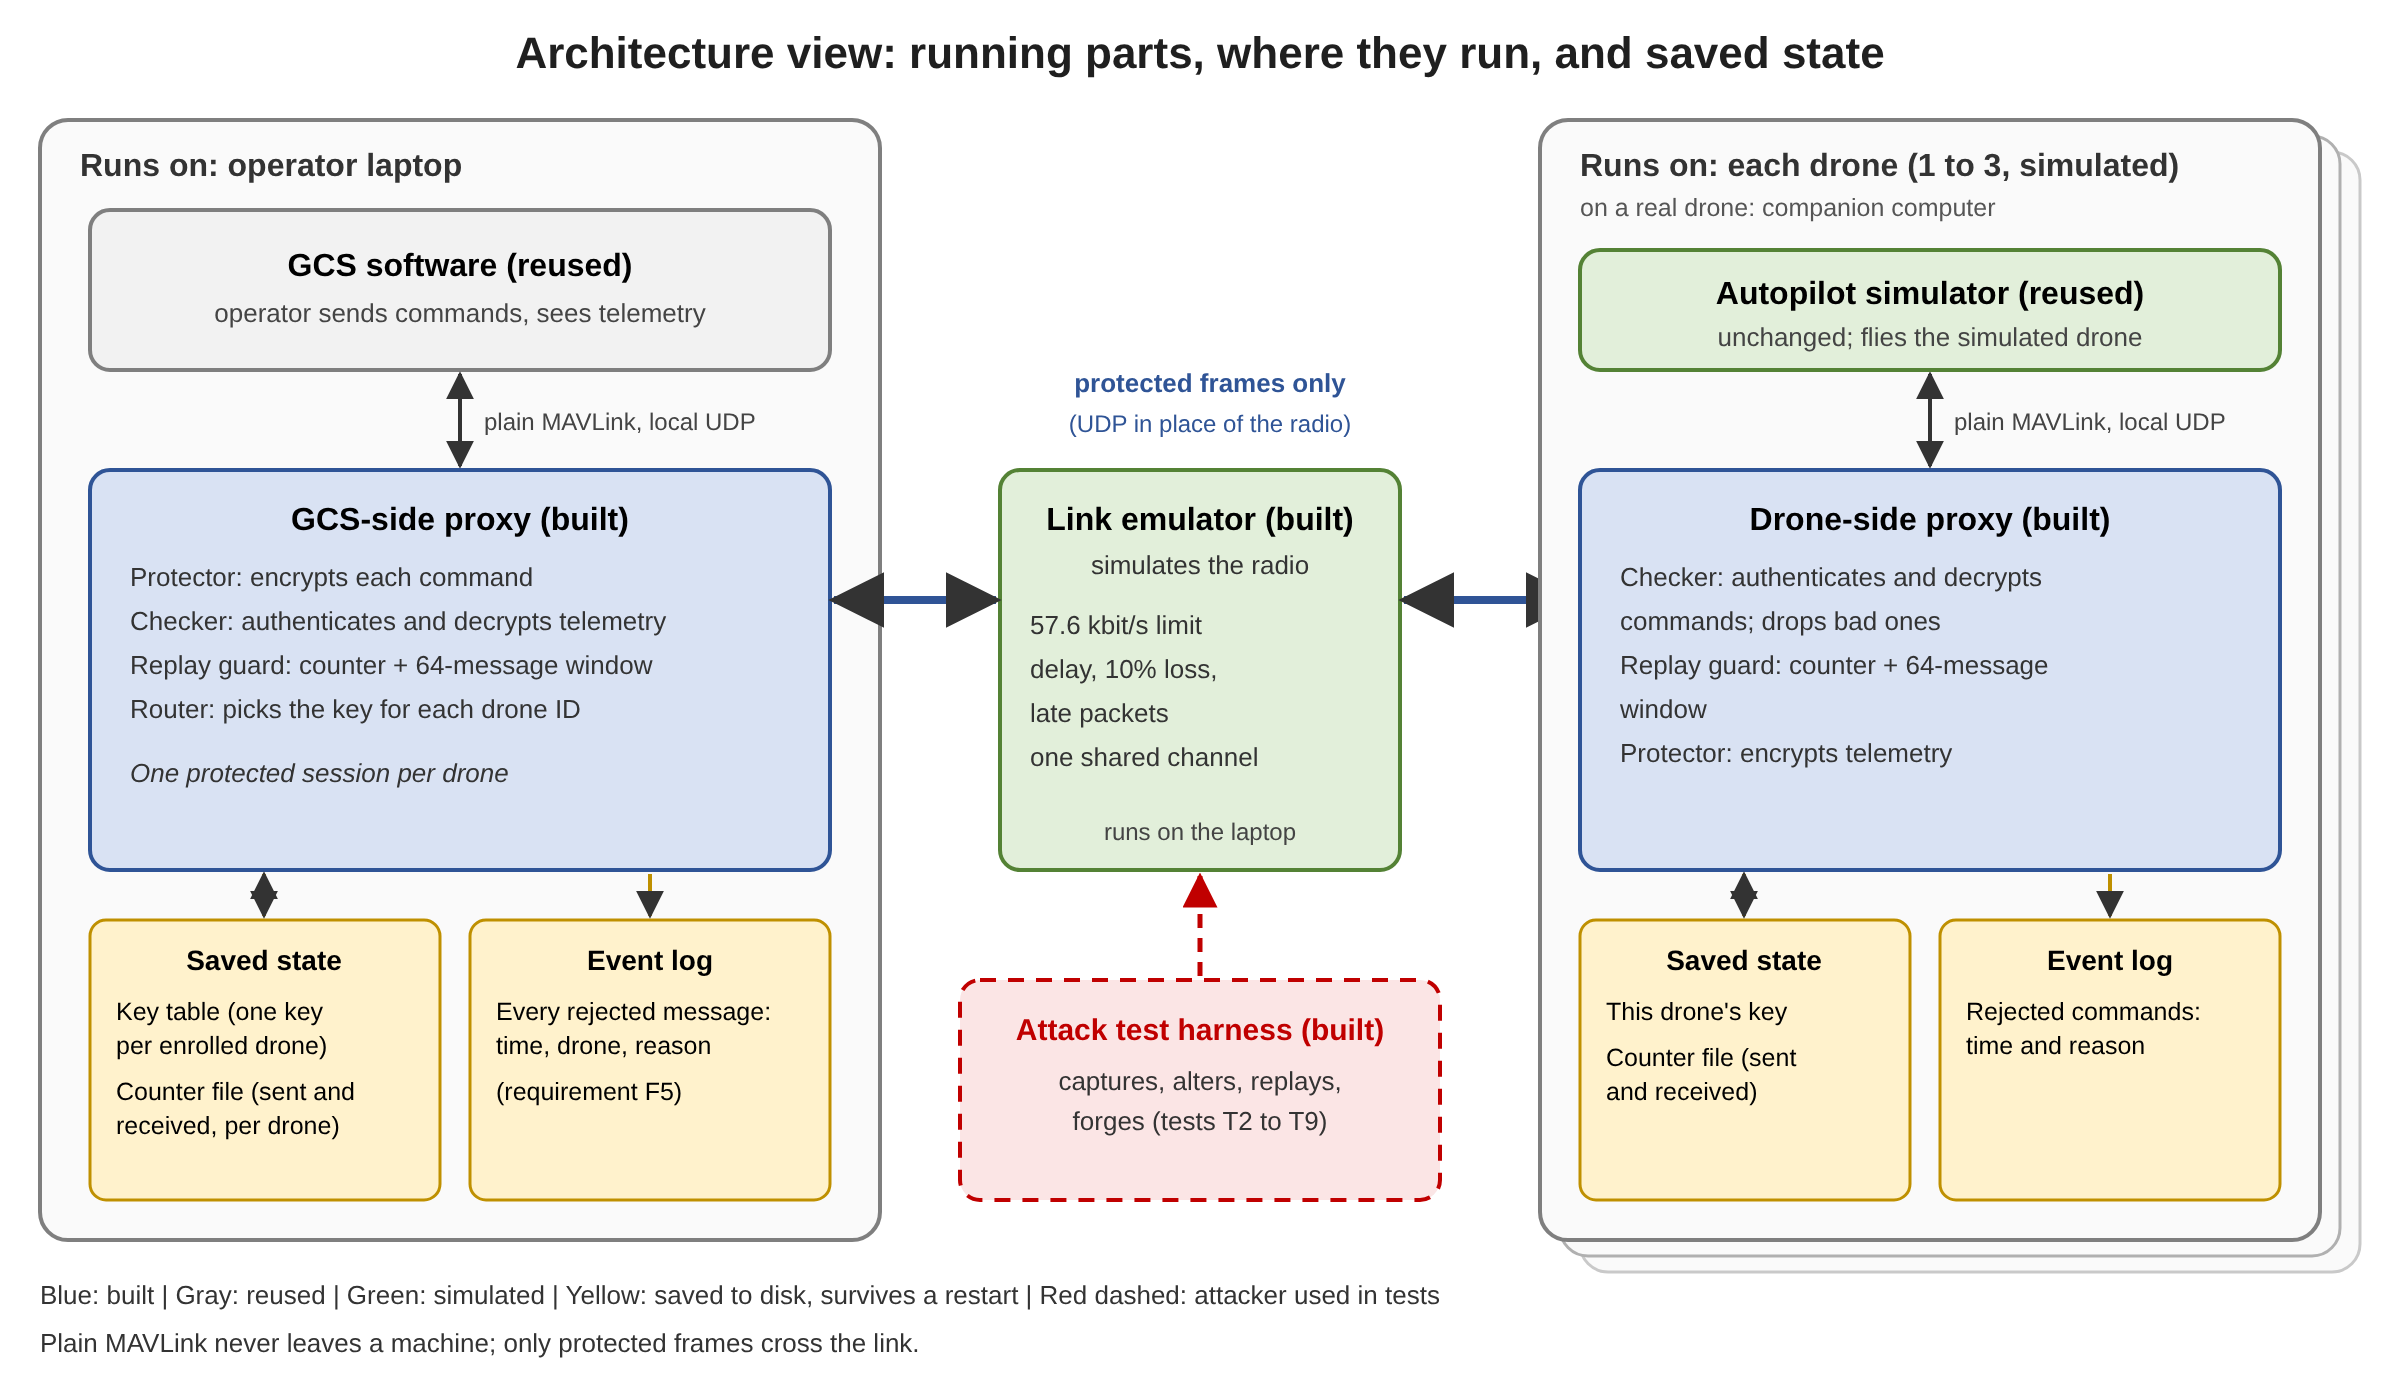 Architecture view: running parts, where they run, and saved state
Runs on: operator laptop
GCS software (reused)
operator sends commands, sees telemetry
plain MAVLink, local UDP
GCS-side proxy (built)
Protector: encrypts each command
Checker: authenticates and decrypts telemetry
Replay guard: counter + 64-message window
Router: picks the key for each drone ID
One protected session per drone
Saved state
Key table (one key
per enrolled drone)
Counter file (sent and
received, per drone)
Event log
Every rejected message:
time, drone, reason
(requirement F5)
protected frames only
(UDP in place of the radio)
Link emulator (built)
simulates the radio
57.6 kbit/s limit
delay, 10% loss,
late packets
one shared channel
runs on the laptop
Attack test harness (built)
captures, alters, replays,
forges (tests T2 to T9)
Runs on: each drone (1 to 3, simulated)
on a real drone: companion computer
Autopilot simulator (reused)
unchanged; flies the simulated drone
plain MAVLink, local UDP
Drone-side proxy (built)
Checker: authenticates and decrypts
commands; drops bad ones
Replay guard: counter + 64-message
window
Protector: encrypts telemetry
Saved state
This drone's key
Counter file (sent
and received)
Event log
Rejected commands:
time and reason
Blue: built | Gray: reused | Green: simulated | Yellow: saved to disk, survives a restart | Red dashed: attacker used in tests
Plain MAVLink never leaves a machine; only protected frames cross the link.